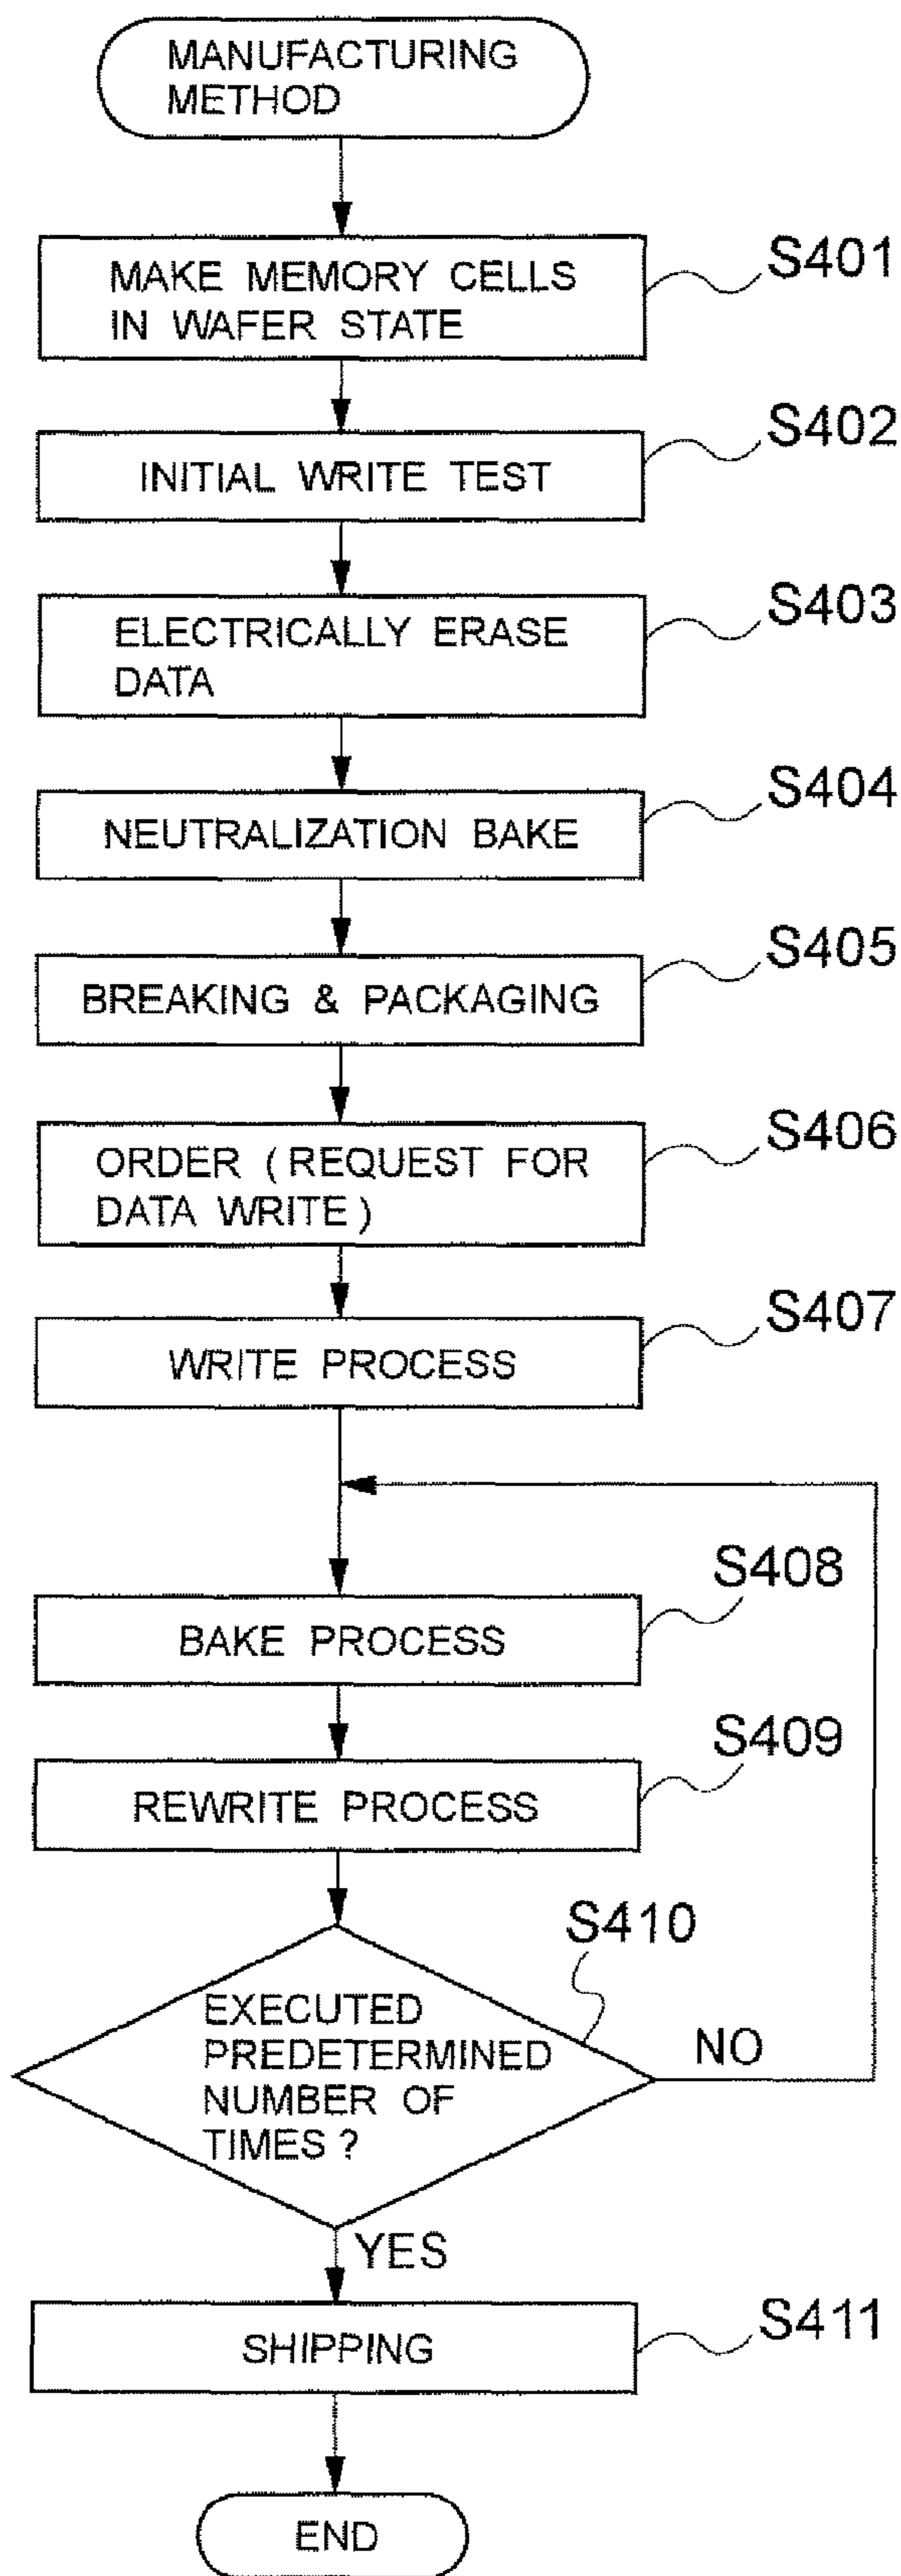 MANUFACTURING
METHOD
MAKE MEMORY CELLS
IN WAFER STATE
S401
INITIAL WRITE TEST
S402
ELECTRICALLY ERASE
DATA
S403
NEUTRALIZATION BAKE
S404
BREAKING & PACKAGING
S405
ORDER (REQUEST FOR
DATA WRITE)
S406
WRITE PROCESS
S407
BAKE PROCESS
S408
REWRITE PROCESS
S409
S410
EXECUTED
PREDETERMINED
NUMBER OF
TIMES?
NO
YES
SHIPPING
S411
END